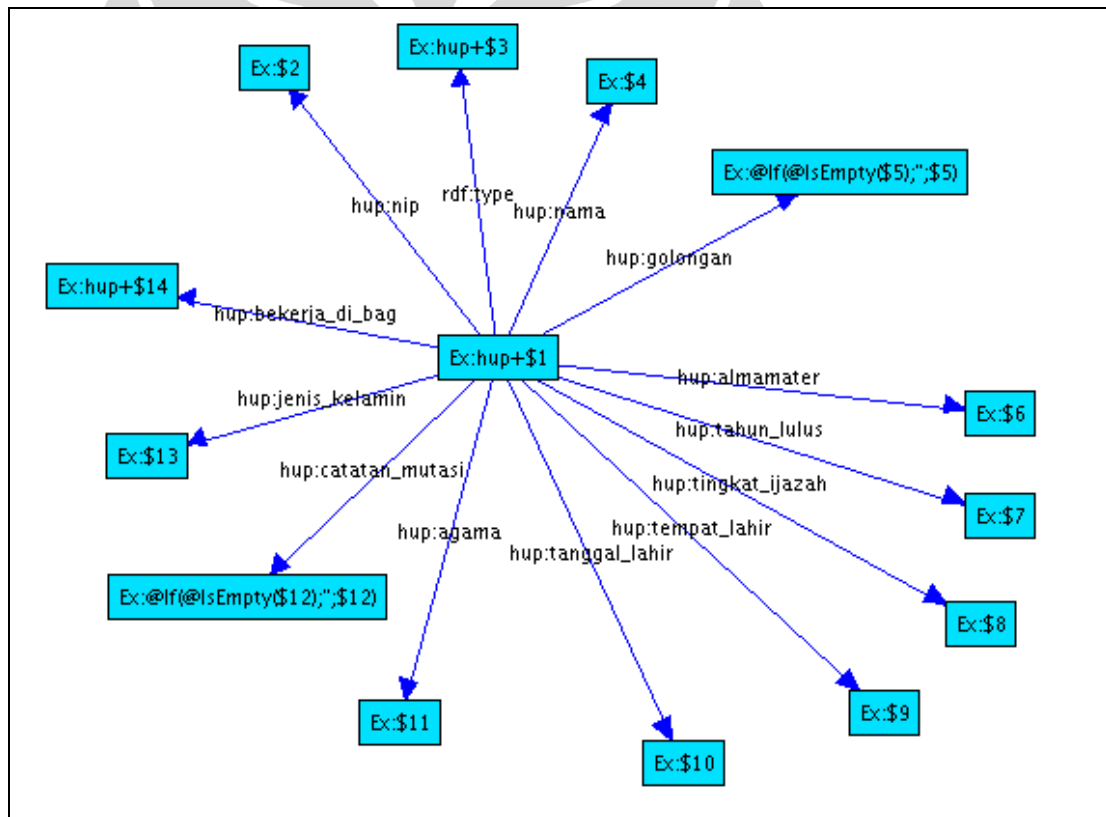 Ex:hup+$3
Ex:$2
Ex:$4
Ex:@If(@IsEmpty($5);";$5)
rdf:type
hup:nip
hup:nama
hup:golongan
Ex:hup+$14
hup:bekerja_di_bag
Ex:hup+$1
hup:almamater
hup:jenis_kelamin
Ex:$6
hup:tahun_lulus
Ex:$13
hup:catatan_mutasi
hup:tingkat_ijazah
Ex:$7
hup:agama
hup:tempat_lahir
hup:tanggal_lahir
Ex:@If(@IsEmpty($12);";$12)
Ex:$8
Ex:$11
Ex:$9
Ex:$10